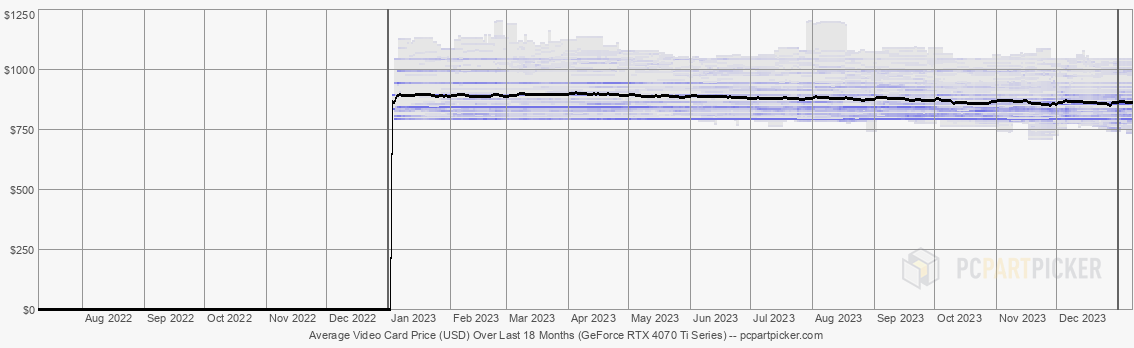 $1250
$1000
$750
$500
$250
$0
Aug 2022 Sep 2022 Oct 2022 Nov 2022 Dec 2022 Jan 2023 Feb 2023 Mar 2023 Apr 2023 May 2023 Jun 2023 Jul 2023 Aug 2023 Sep 2023 Oct 2023 Nov 2023 Dec 2023
Average Video Card Price (USD) Over Last 18 Months (GeForce RTX 4070 Ti Series) -- pcpartpicker.com
PCPARTPICKER